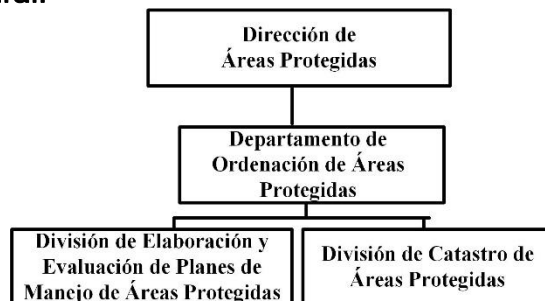 Dirección de
Áreas Protegidas
Departamento de
Ordenación de Áreas
Protegidas
División de Elaboración y
Evaluación de Planes de
Manejo de Áreas Protegidas
División de Catastro de
Áreas Protegidas